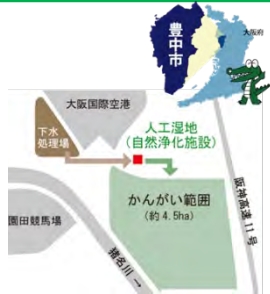 大阪府
豊中市
大阪国際空港
下水
処理場
人工湿地
(自然浄化施設)
かんがい範囲
(約4.5ha)
阪神高速11号
園田競馬場
猪名川→